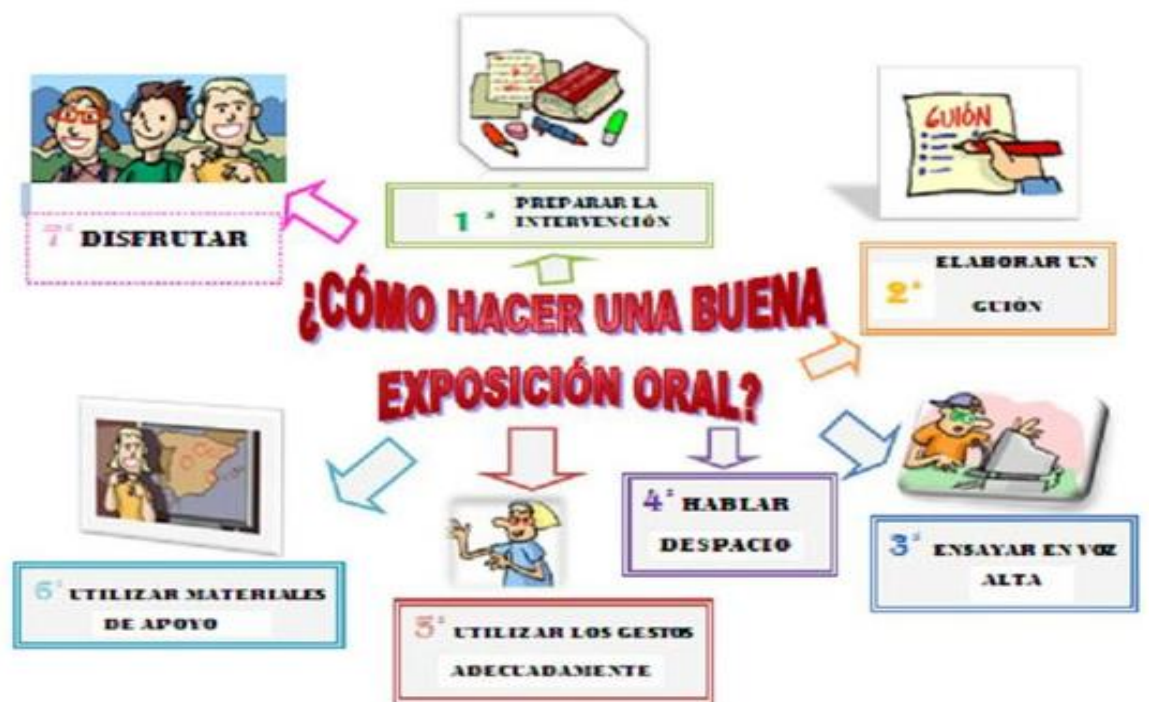 ¿CÓMO HACER UNA BUENA
EXPOSICIÓN ORAL?
1º PREPARAR LA
INTERVENCIÓN
GUIÓN
2º ELABORAR UN
GUIÓN
3º ENSAYAR EN VOZ
ALTA
4º HABLAR
DESPACIO
5º UTILIZAR LOS GESTOS
ADECUADAMENTE
6º UTILIZAR MATERIALES
DE APOYO
7º DISFRUTAR